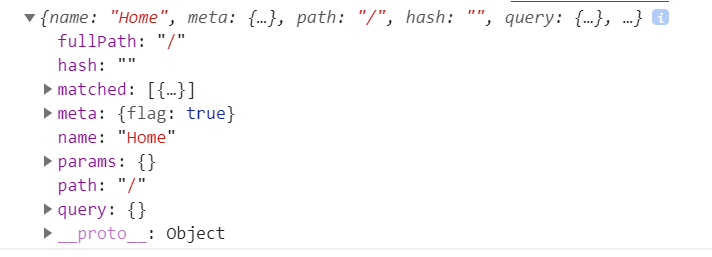 ▼{name: "Home", meta: {…}, path: "/", hash: "", query: {…}, …} i
fullPath: "/"
hash: ""
▶matched: [{…}]
▶meta: {flag: true}
name: "Home"
▶params: {}
path: "/"
▶query: {}
▶__proto__: Object